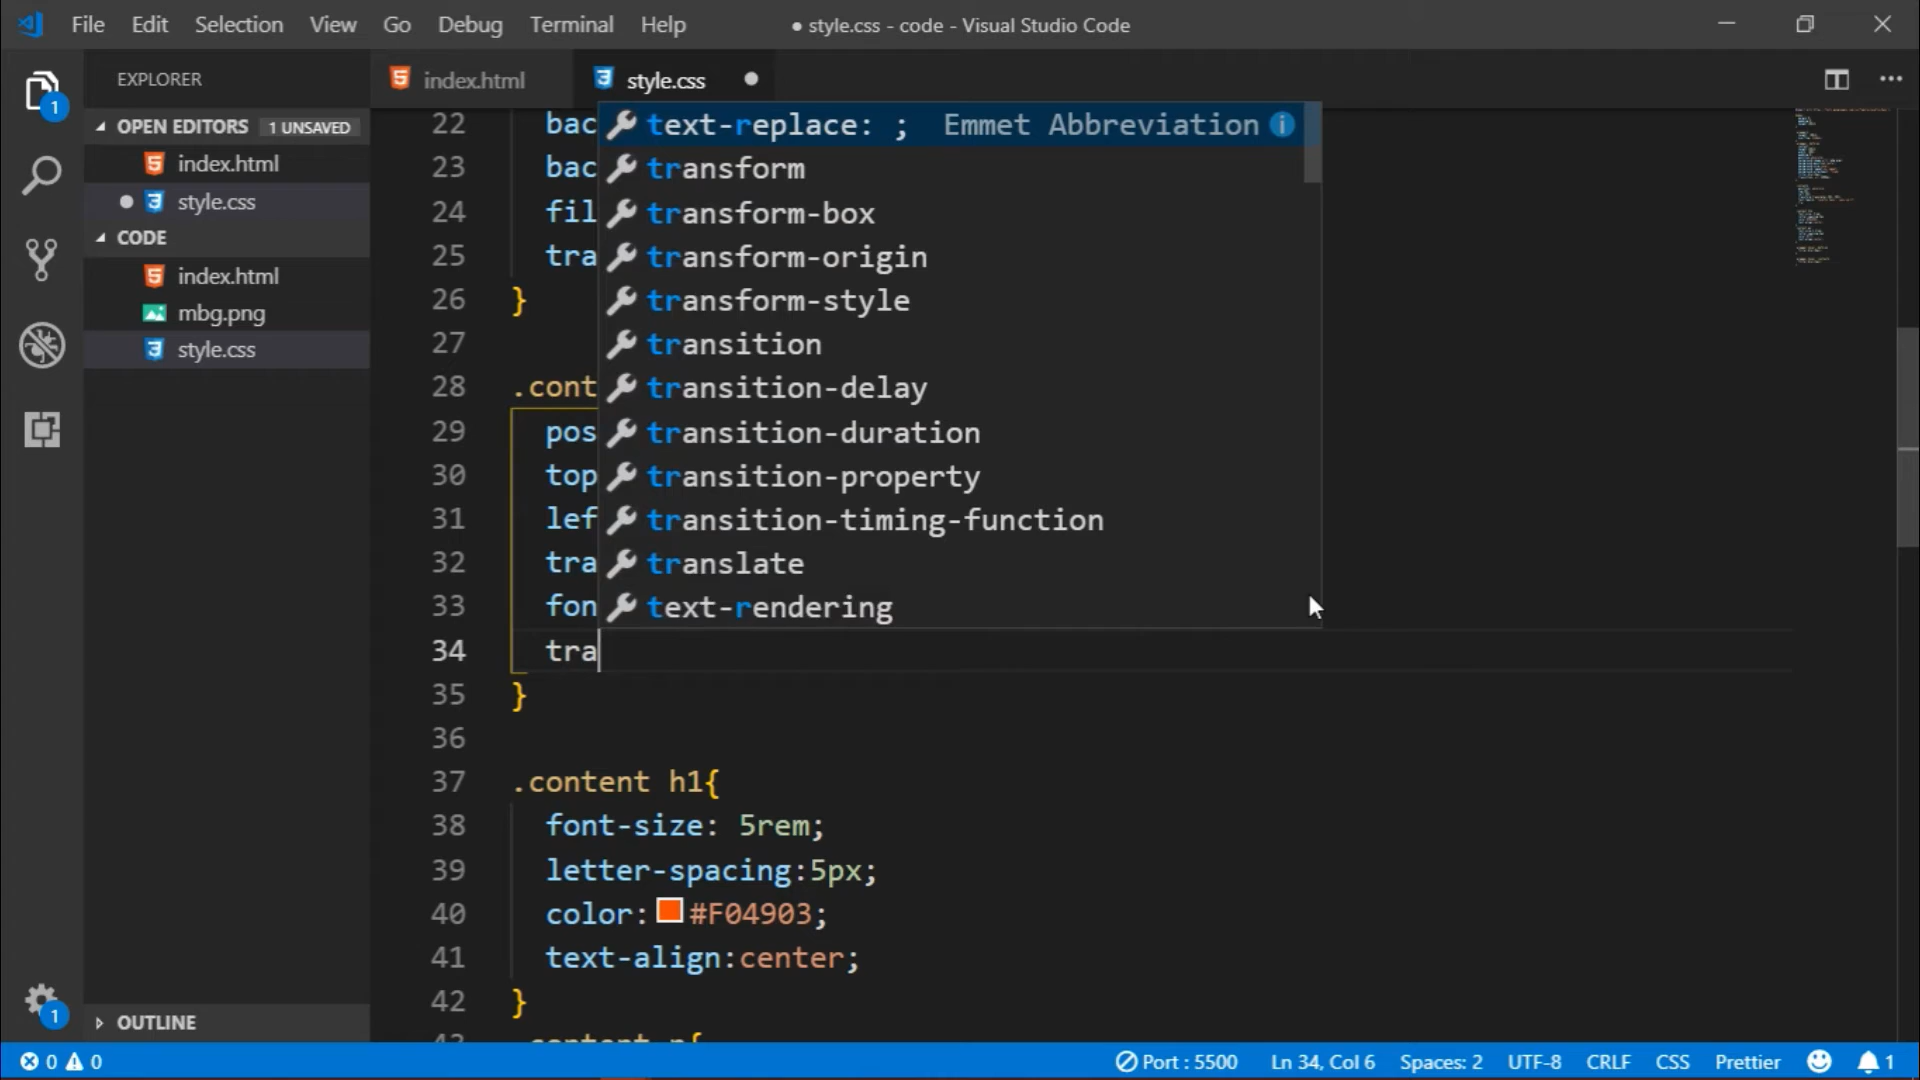 File Edit Selection View Go Debug Terminal Help ● style.css - code - Visual Studio Code
EXPLORER
OPEN EDITORS 1 UNSAVED
index.html
style.css
CODE
index.html
mbg.png
style.css
OUTLINE
1
1
index.html style.css
22 bac
23 bac
24 fil
25 tra
26 }
27
28 .cont
29 pos
30 top
31 lef
32 tra
33 fon
34 tra
35 }
36
37 .content h1{
38 font-size: 5rem;
39 letter-spacing:5px;
40 color: #F04903;
41 text-align:center;
42 }
text-replace: ; Emmet Abbreviation
transform
transform-box
transform-origin
transform-style
transition
transition-delay
transition-duration
transition-property
transition-timing-function
translate
text-rendering
0 0 Port : 5500 Ln 34, Col 6 Spaces: 2 UTF-8 CRLF CSS Prettier 1